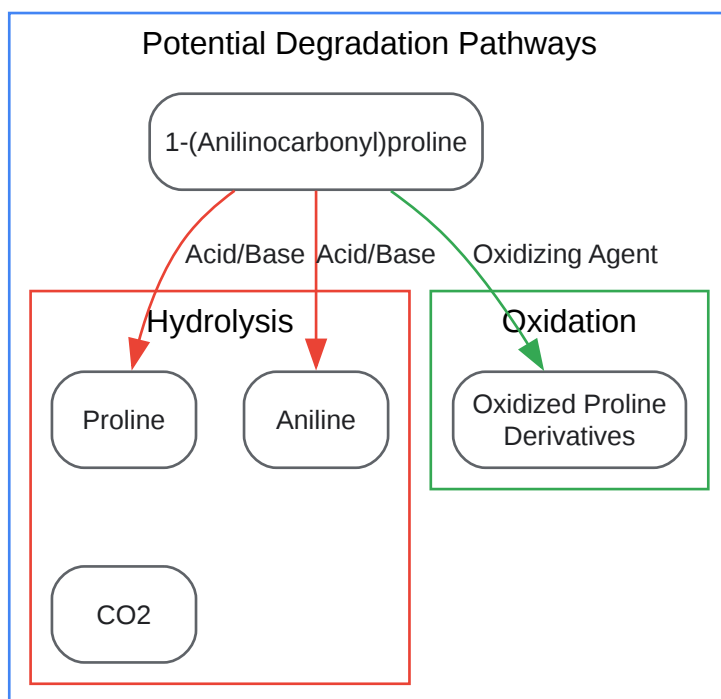 Potential Degradation Pathways
1-(Anilinocarbonyl)proline
Acid/Base
Acid/Base
Oxidizing Agent
Hydrolysis
Oxidation
Proline
Aniline
Oxidized Proline
Derivatives
CO2